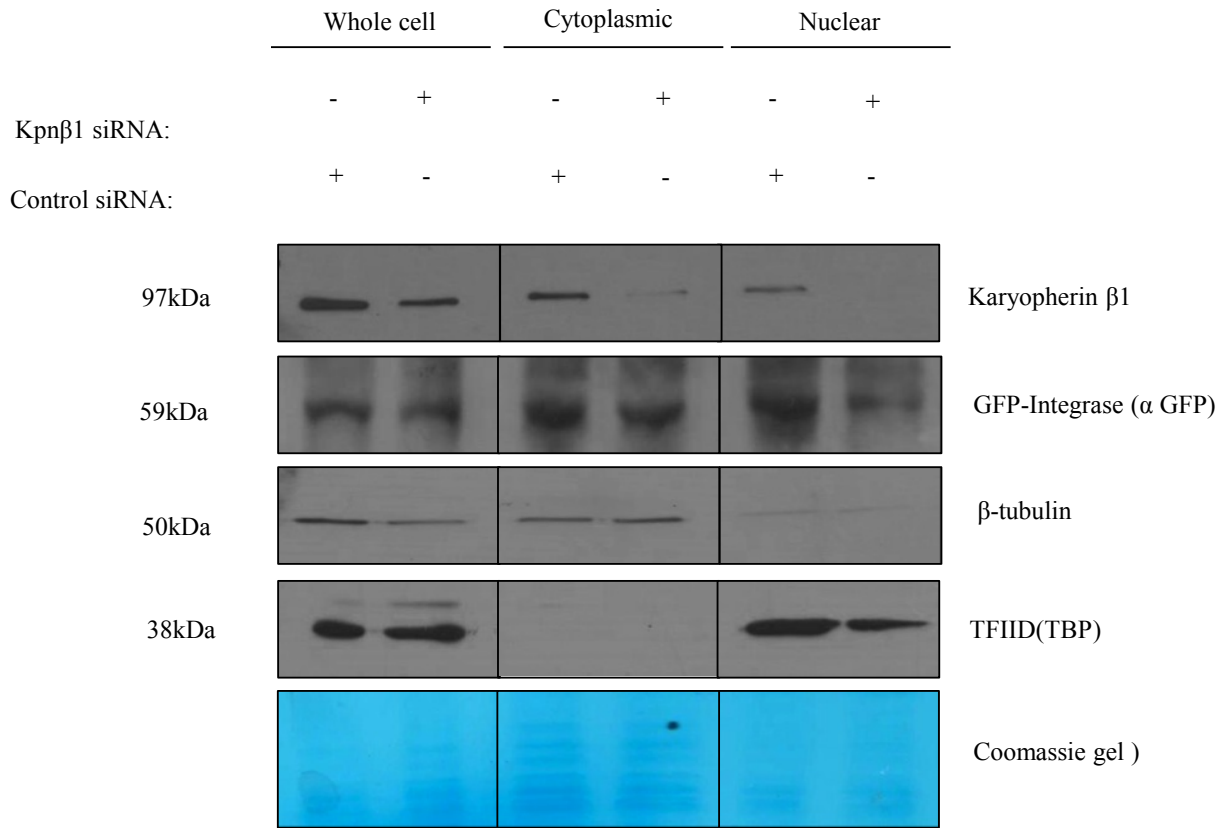 Whole cell Cytoplasmic Nuclear
- + - + - +
Kpnβ1 siRNA:
+ - + - + -
Control siRNA:
97kDa Karyopherin β1
59kDa GFP-Integrase (α GFP)
50kDa β-tubulin
38kDa TFIID(TBP)
Coomassie gel )